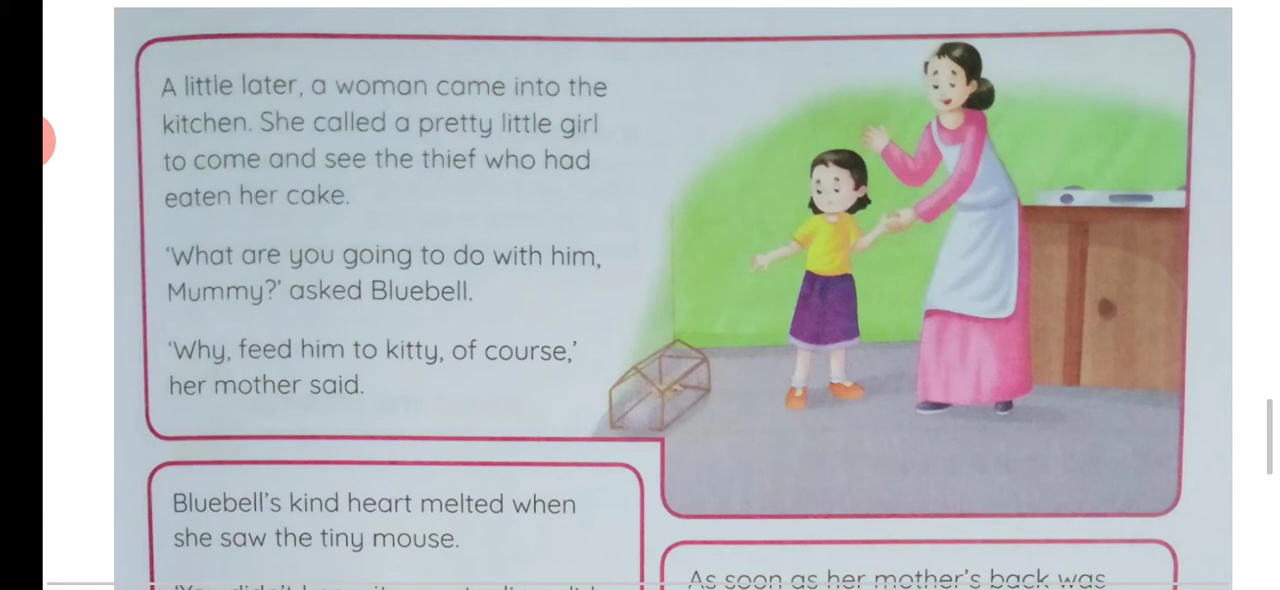 A little later, a woman came into the
kitchen. She called a pretty little girl
to come and see the thief who had
eaten her cake.
‘What are you going to do with him,
Mummy?’ asked Bluebell.
‘Why, feed him to kitty, of course,’
her mother said.
Bluebell’s kind heart melted when
she saw the tiny mouse.
As soon as her mother’s back was